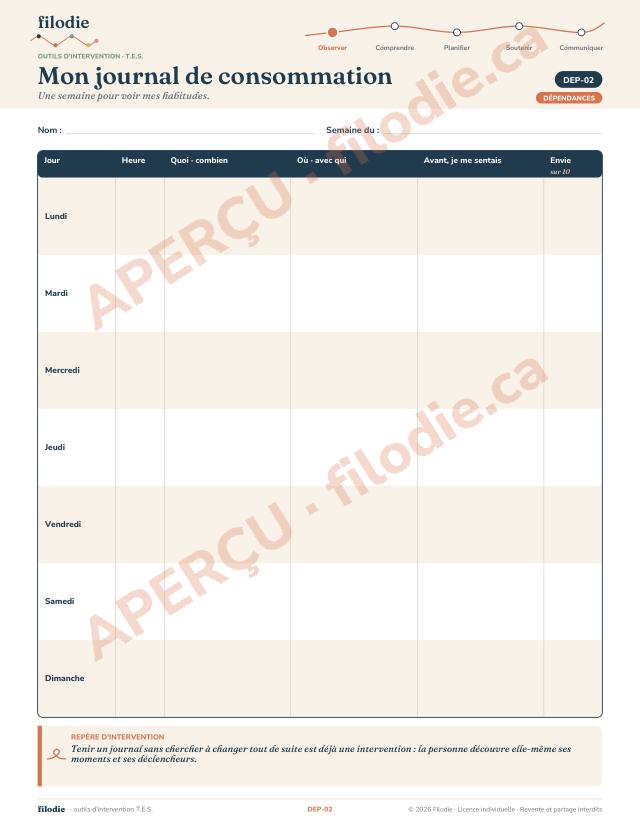 filodie
OUTILS D'INTERVENTION · T.E.S.
Observer Comprendre Planifier Soutenir Communiquer
Mon journal de consommation
Une semaine pour voir mes habitudes.
DEP-02
DÉPENDANCES
Nom : Semaine du :
Jour Heure Quoi · combien Où · avec qui Avant, je me sentais Envie
sur 10
Lundi
Mardi
Mercredi
Jeudi
Vendredi
Samedi
Dimanche
APERÇU · filodie.ca
APERÇU · filodie.ca
REPÈRE D'INTERVENTION
Tenir un journal sans chercher à changer tout de suite est déjà une intervention : la personne découvre elle-même ses
moments et ses déclencheurs.
filodie · outils d'intervention T.E.S. DEP-02 © 2026 Filodie · Licence individuelle · Revente et partage interdits